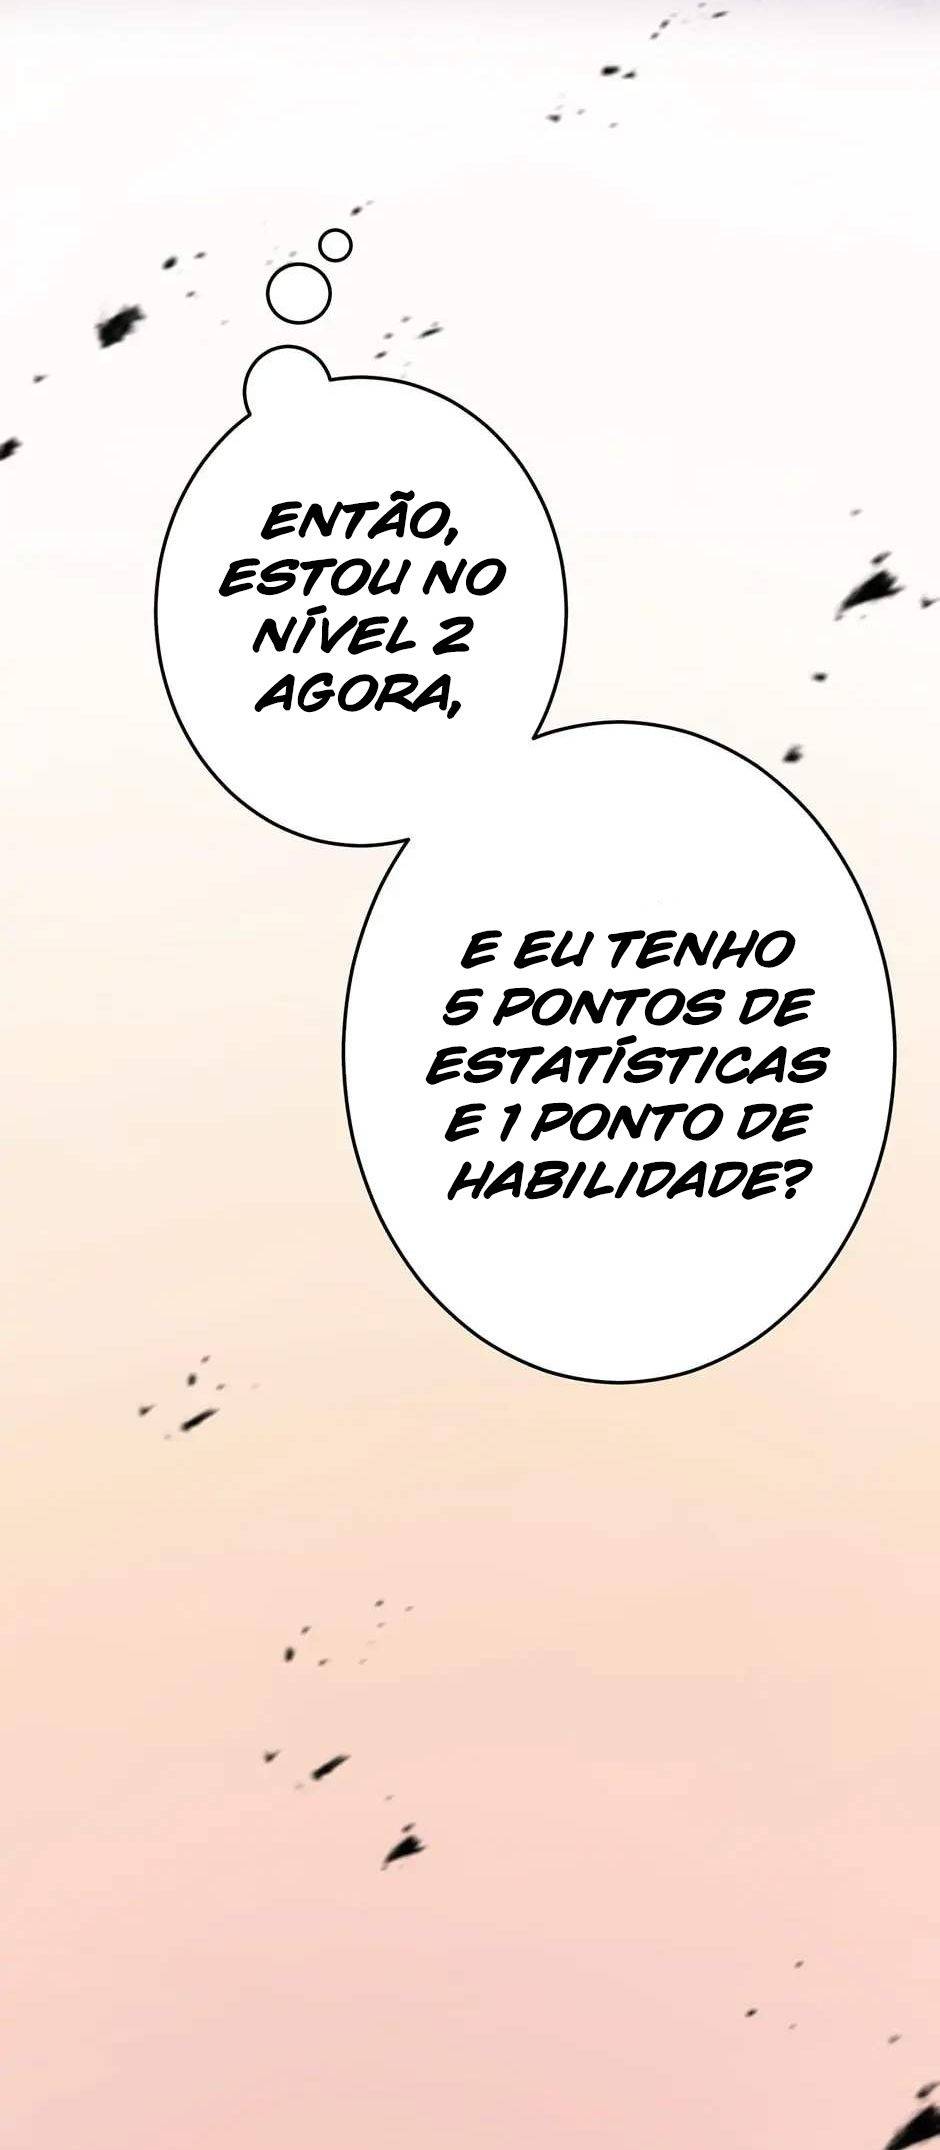 ENTÃO,
ESTOU NO
NÍVEL 2
AGORA,
E EU TENHO
5 PONTOS DE
ESTATÍSTICAS
E 1 PONTO DE
HABILIDADE?